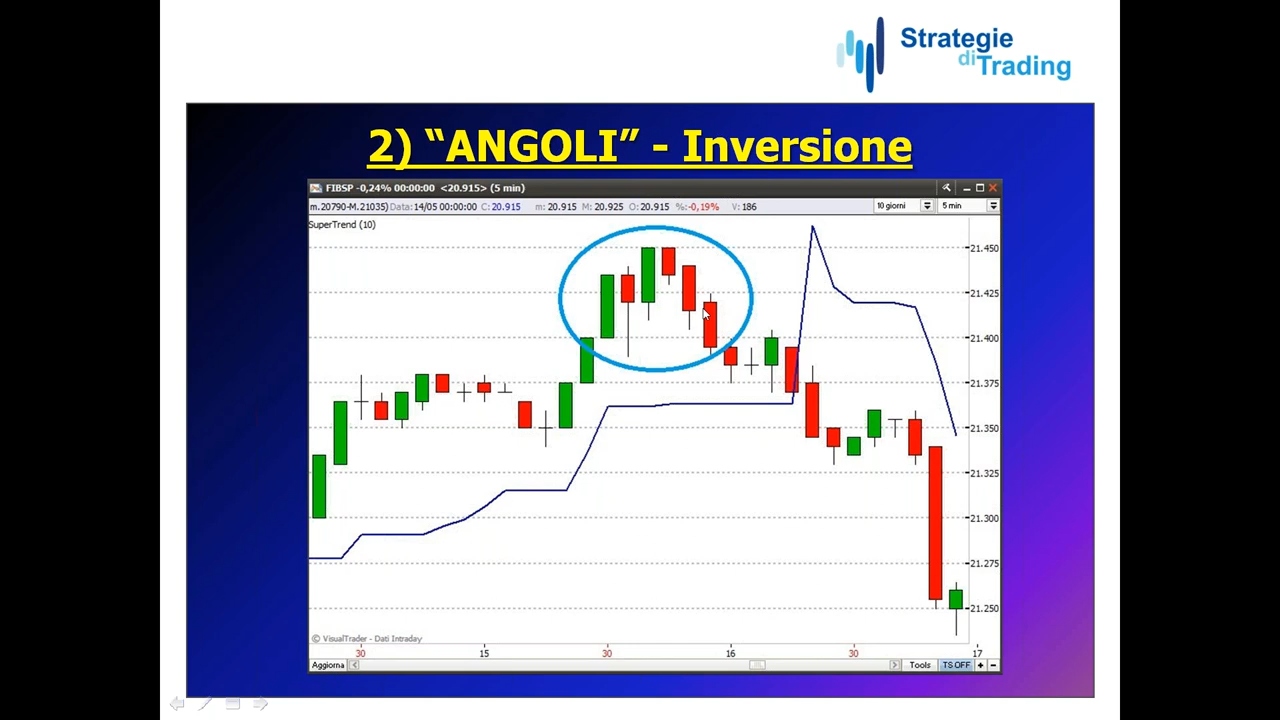 Strategie
di Trading
2) “ANGOLI” - Inversione
FIBSP -0,24% 00:00:00 <20.915> (5 min)
m.20790-M.21035) Data: 14/05 00:00:00 C: 20.915 m: 20.915 M: 20.925 O: 20.915 %: -0,19% V: 186 10 giorni 5 min
SuperTrend (10)
21.450
21.425
21.400
21.375
21.350
21.325
21.300
21.275
21.250
© VisualTrader - Dati Intraday
30 15 30 16 30 17
Aggiorna Tools TS OFF